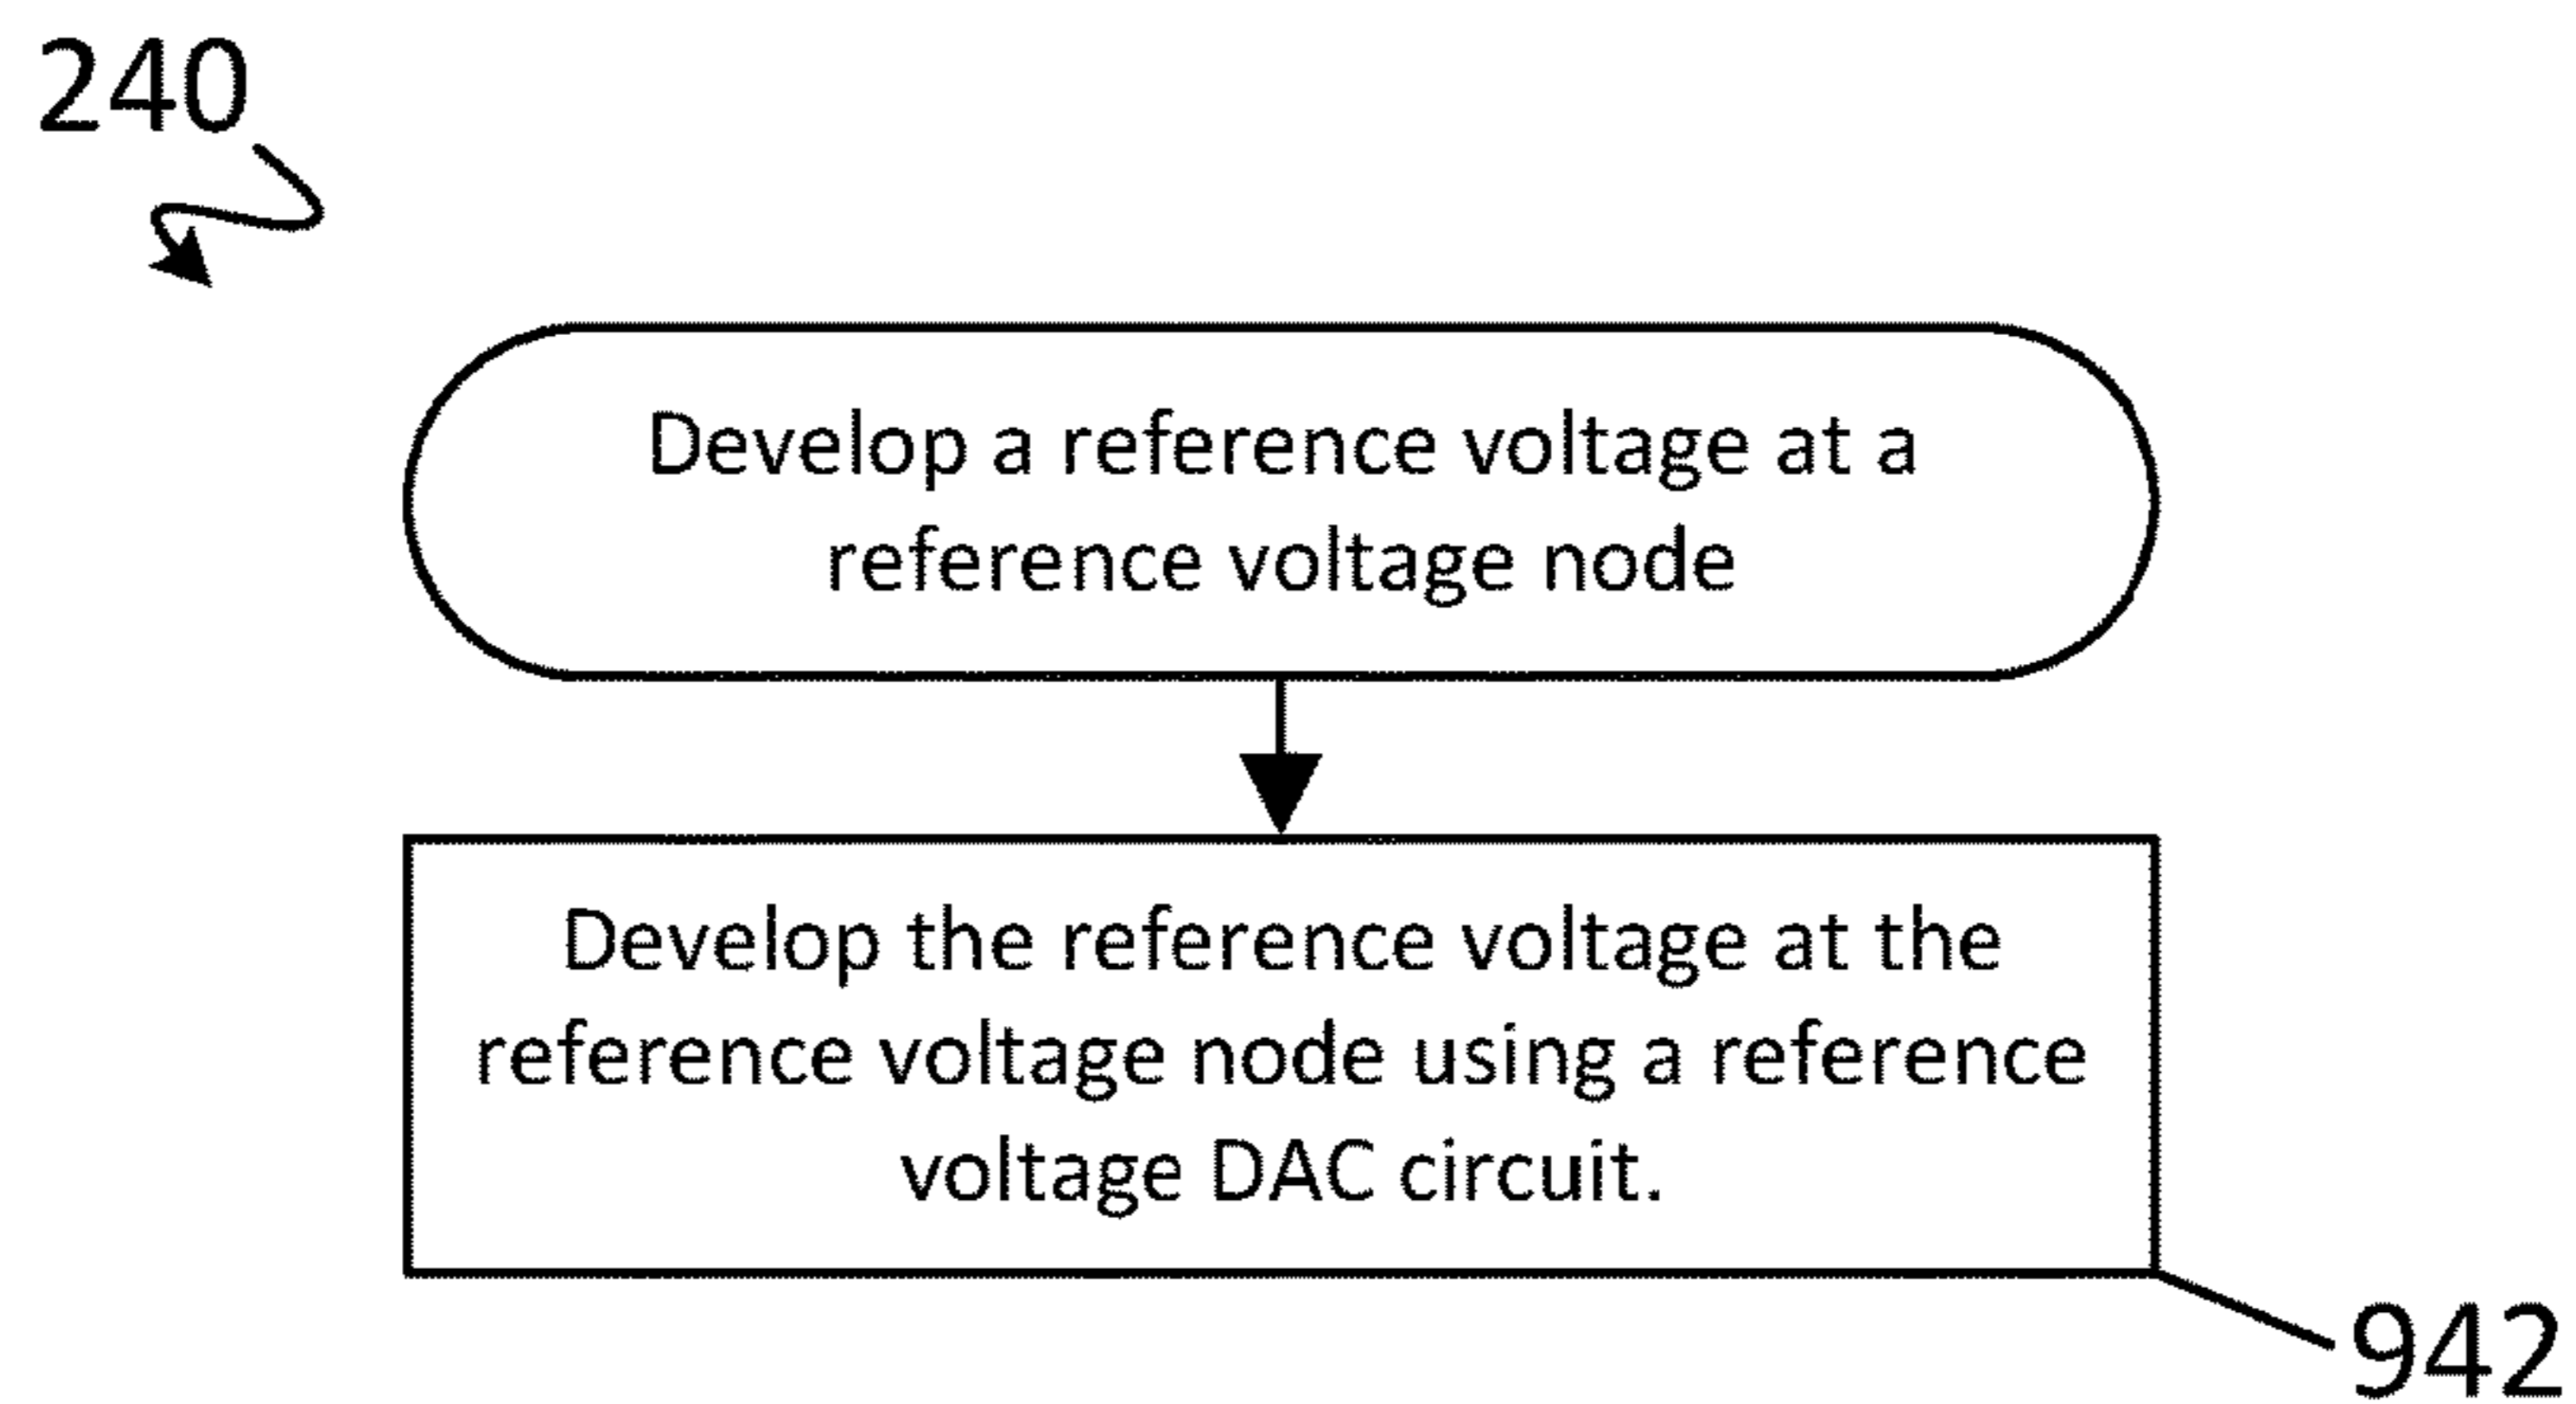 240
Develop a reference voltage at a
reference voltage node
Develop the reference voltage at the
reference voltage node using a reference
voltage DAC circuit.
942